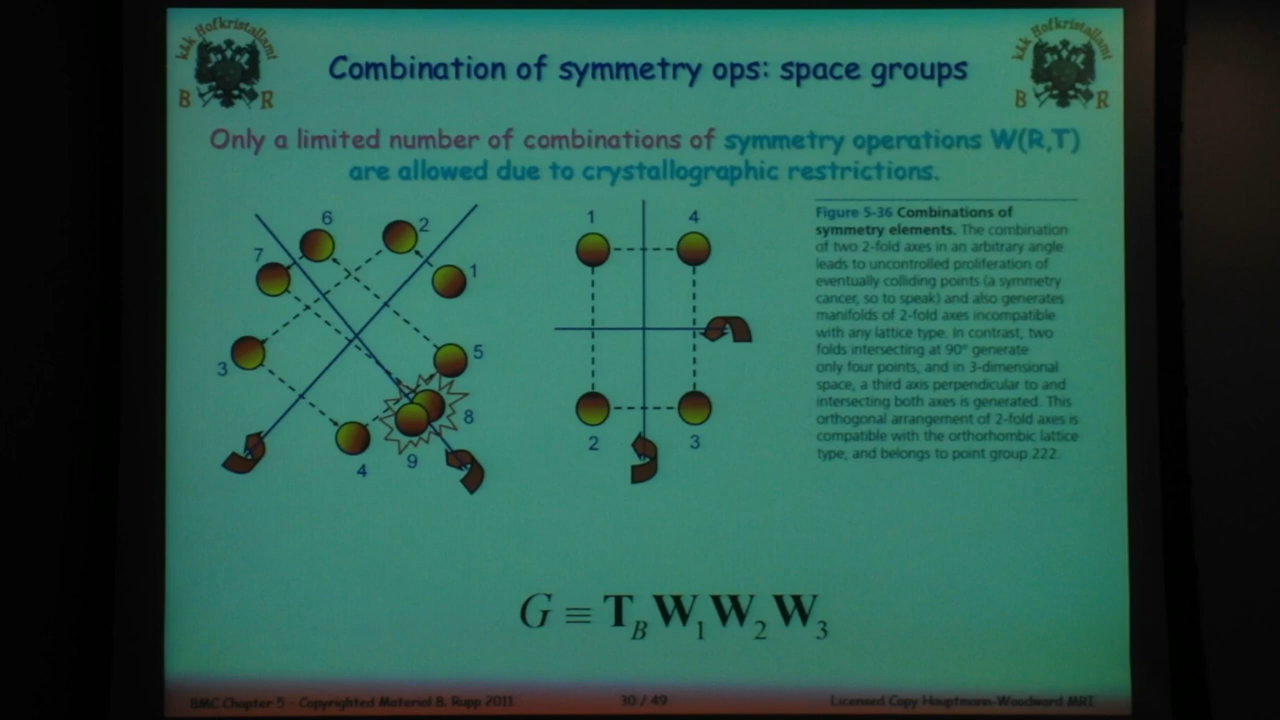 k&k Hofkristallamt
B R
k&k Hofkristallamt
B R
Combination of symmetry ops: space groups
Only a limited number of combinations of symmetry operations W(R,T)
are allowed due to crystallographic restrictions.
6
2
7
1
3
5
8
4
9
1
4
2
3
Figure 5-36 Combinations of
symmetry elements. The combination
of two 2-fold axes in an arbitrary angle
leads to uncontrolled proliferation of
eventually colliding points (a symmetry
cancer, so to speak) and also generates
manifolds of 2-fold axes incompatible
with any lattice type. In contrast, two
folds intersecting at 90° generate
only four points, and in 3-dimensional
space, a third axis perpendicular to and
intersecting both axes is generated. This
orthogonal arrangement of 2-fold axes is
compatible with the orthorhombic lattice
type, and belongs to point group 222.
G ≡ T_B W_1 W_2 W_3
BMC Chapter 5 - Copyrighted Material B. Rupp 2011
30 / 49
Licensed Copy Hauptmann-Woodward MRI